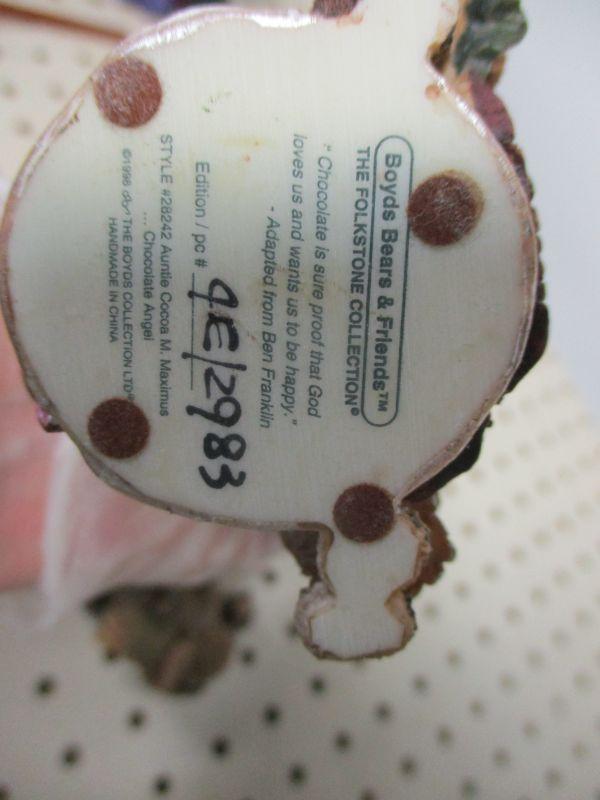 Boyds Bears & Friends™
THE FOLKSTONE COLLECTION®
"Chocolate is sure proof that God
loves us and wants us to be happy."
- Adapted from Ben Franklin
Edition / pc # 4E/2983
STYLE #28242 Auntie Cocoa M. Maximus
... Chocolate Angel
©1998 THE BOYDS COLLECTION LTD®
HANDMADE IN CHINA